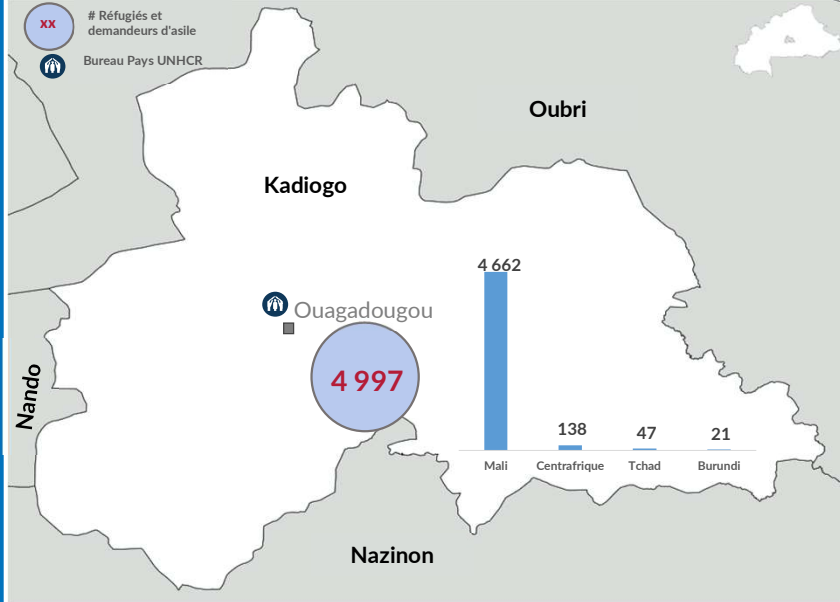 xx
# Réfugiés et
demandeurs d'asile
Bureau Pays UNHCR
Oubri
Kadiogo
Ouagadougou
4 997
Nando
Nazinon
4 662
138
47
21
Mali
Centrafrique
Tchad
Burundi